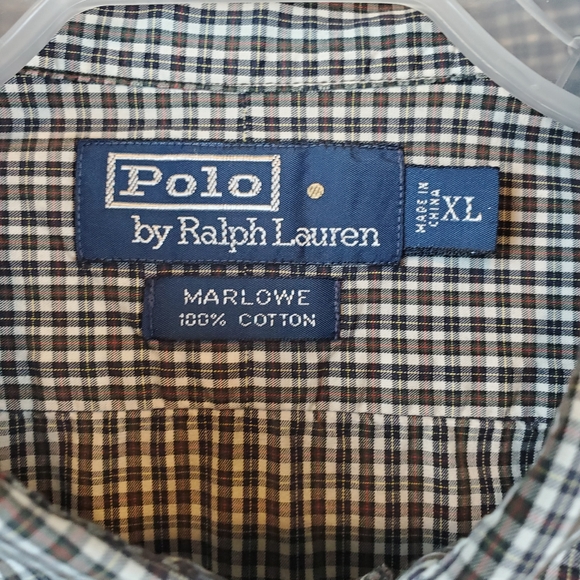 Polo
by Ralph Lauren
MADE IN
CHINA
XL
MARLOWE
100% COTTON